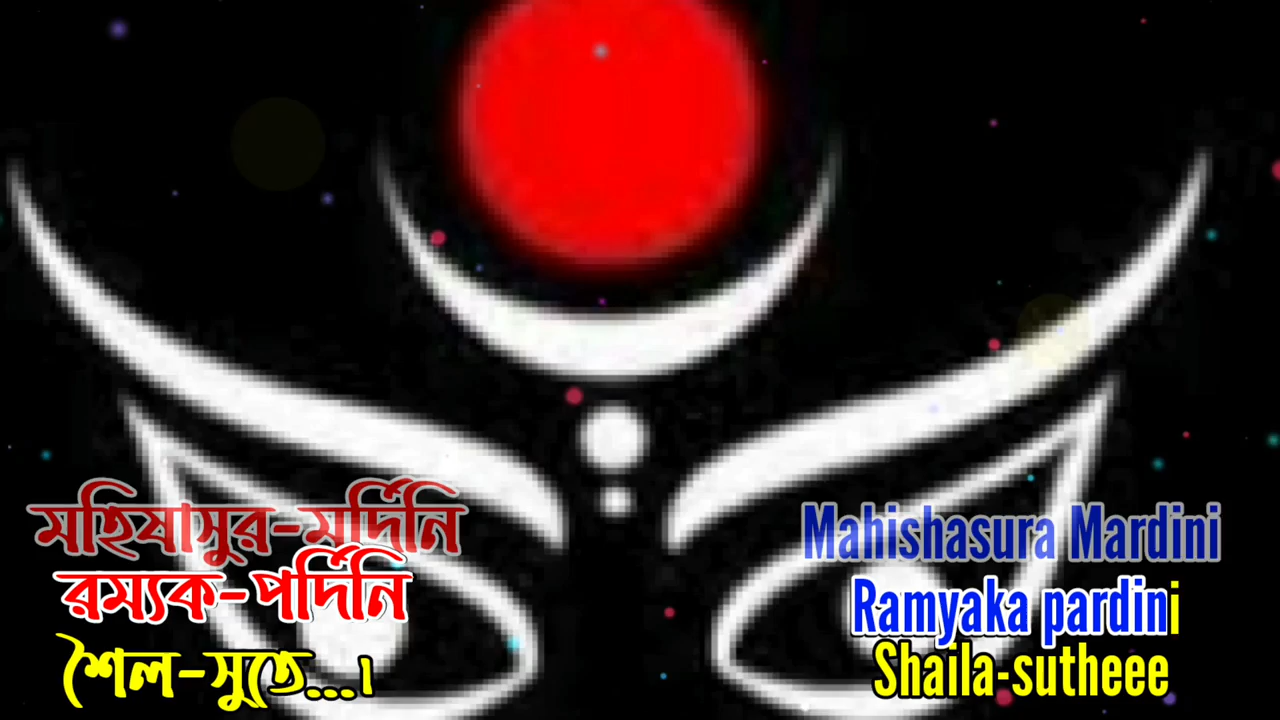 মহিষাসুর-মর্দিনি
রম্যক-পর্দিনি
শৈল-সুতে...।
Mahishasura Mardini
Ramyaka pardini
Shaila-sutheee